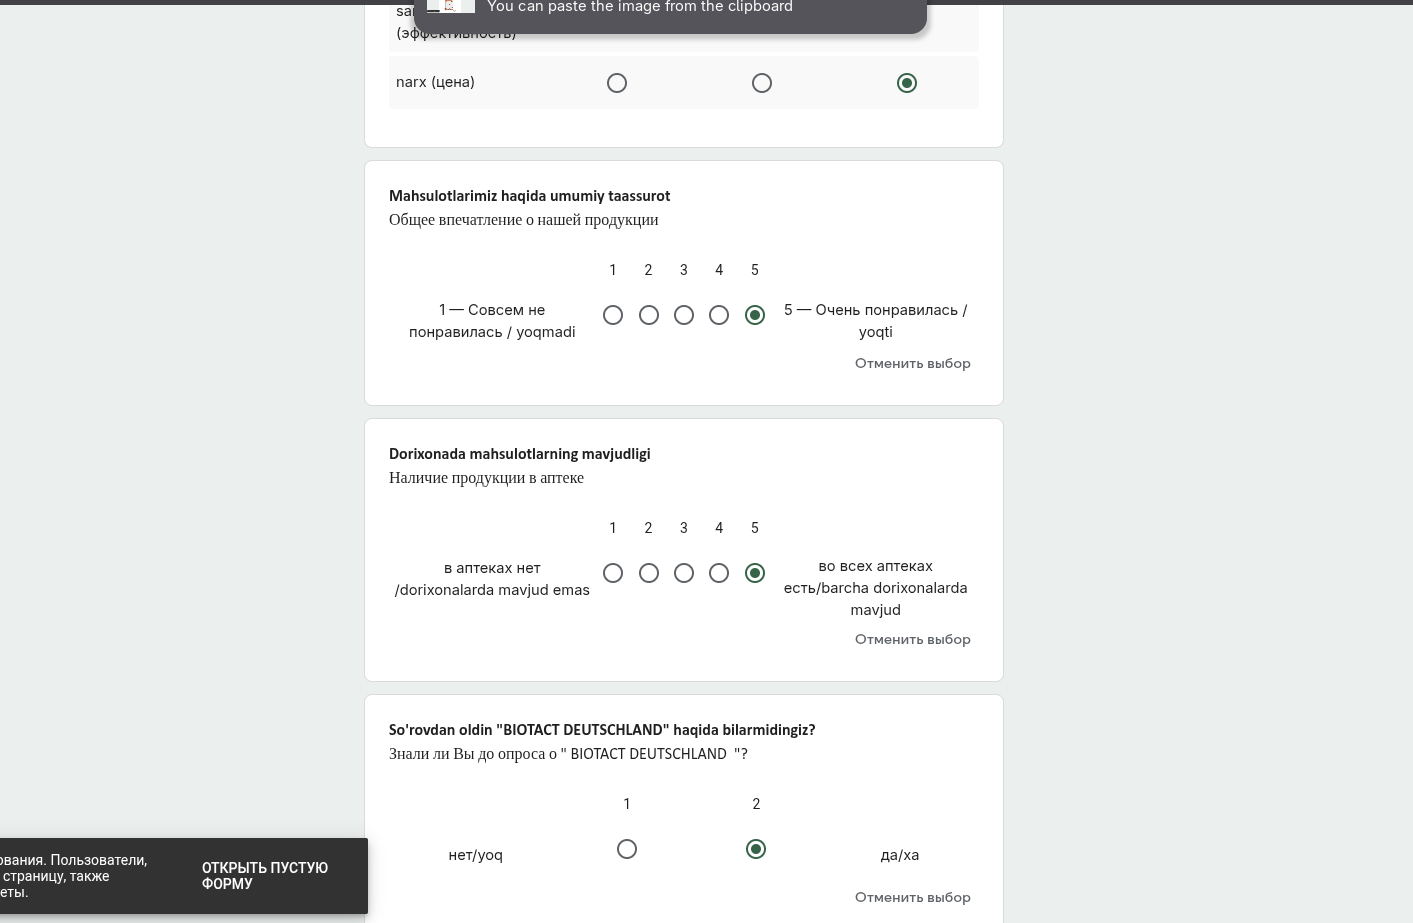 You can paste the image from the clipboard
(эффективность)
narx (цена)
Mahsulotlarimiz haqida umumiy taassurot
Общее впечатление о нашей продукции
1 2 3 4 5
1 — Совсем не
понравилась / yoqmadi
5 — Очень понравилась /
yoqti
Отменить выбор
Dorixonada mahsulotlarning mavjudligi
Наличие продукции в аптеке
1 2 3 4 5
в аптеках нет
/dorixonalarda mavjud emas
во всех аптеках
есть/barcha dorixonalarda
mavjud
Отменить выбор
So'rovdan oldin "BIOTACT DEUTSCHLAND" haqida bilarmidingiz?
Знали ли Вы до опроса о " BIOTACT DEUTSCHLAND "?
1 2
нет/yoq
да/ха
Отменить выбор
ования. Пользователи,
страницу, также
еты.
ОТКРЫТЬ ПУСТУЮ
ФОРМУ